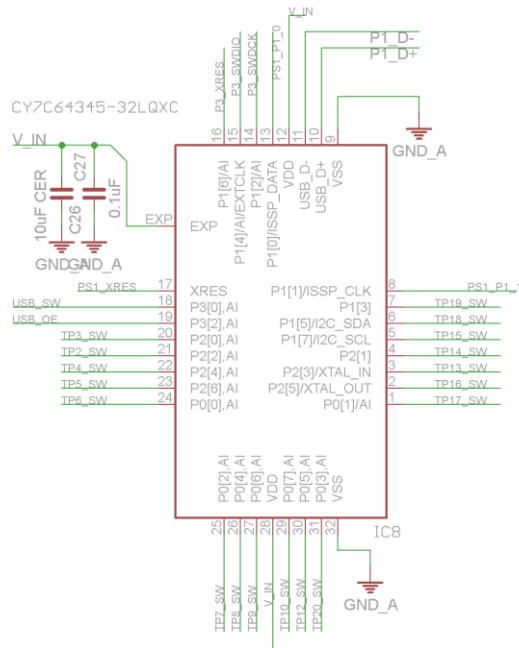 V_IN
P1_D-
P1_D+
P3_XRES
P3_SWDIO
P3_SWDCK
PS1_P1_0
CY7C64345-32LQXC
16
15
14
13
12
11
10
9
GND_A
V_IN
C27
0.1uF
10uF CER
C26
GND_A
GND_A
P1[6]/AI
P1[4]/AI/EXTCLK
P1[2]/AI
P1[0]/ISSP_DATA
VDD
USB_D-
USB_D+
VSS
EXP
EXP
PS1_XRES 17 XRES P1[1]/ISSP_CLK 8 PS1_P1_1
USB_SW 18 P3[0],AI P1[3] 7 TP19_SW
USB_OE 19 P3[2],AI P1[5]/I2C_SDA 6 TP18_SW
TP3_SW 20 P2[0],AI P1[7]/I2C_SCL 5 TP15_SW
TP2_SW 21 P2[2],AI P2[1] 4 TP14_SW
TP4_SW 22 P2[4],AI P2[3]/XTAL_IN 3 TP13_SW
TP5_SW 23 P2[6],AI P2[5]/XTAL_OUT 2 TP16_SW
TP6_SW 24 P0[0],AI P0[1]/AI 1 TP17_SW
P0[2],AI
P0[4],AI
P0[6],AI
VDD
P0[7],AI
P0[5],AI
P0[3],AI
VSS
25
26
27
28
29
30
31
32
IC8
TP7_SW
TP8_SW
TP9_SW
V_IN
TP10_SW
TP12_SW
TP20_SW
GND_A